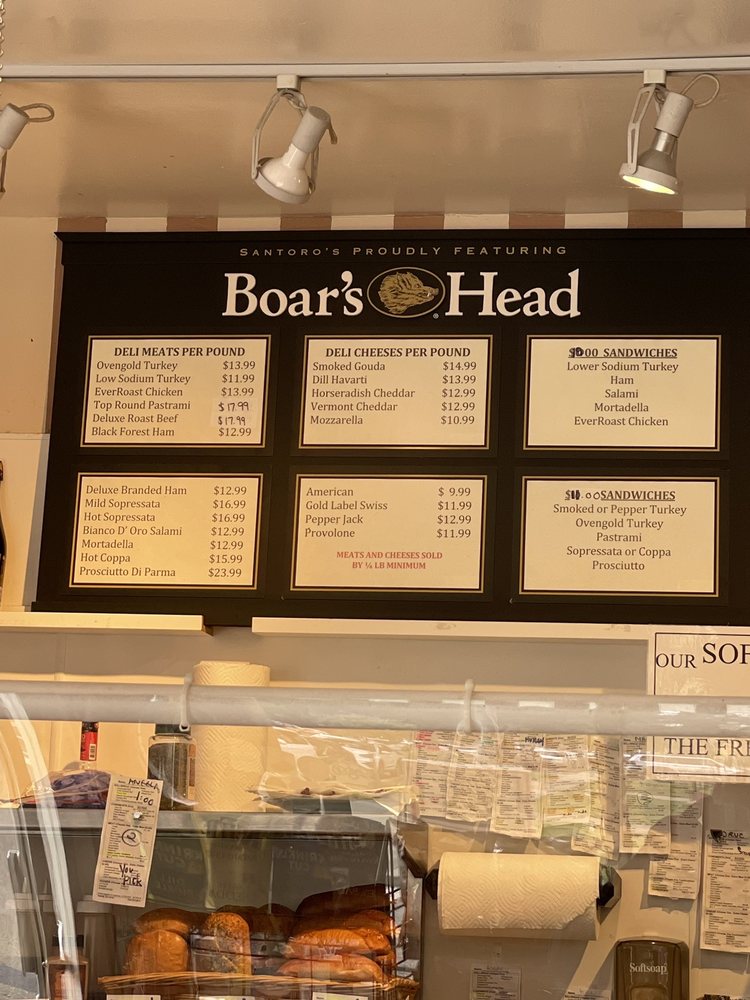 SANTORO'S PROUDLY FEATURING
Boar's Head
DELI MEATS PER POUND
Ovengold Turkey $13.99
Low Sodium Turkey $11.99
EverRoast Chicken $13.99
Top Round Pastrami $17.99
Deluxe Roast Beef $17.99
Black Forest Ham $12.99
DELI CHEESES PER POUND
Smoked Gouda $14.99
Dill Havarti $13.99
Horseradish Cheddar $12.99
Vermont Cheddar $12.99
Mozzarella $10.99
SANDWICHES
Lower Sodium Turkey
Ham
Salami
Mortadella
EverRoast Chicken
Deluxe Branded Ham $12.99
Mild Sopressata $16.99
Hot Sopressata $16.99
Bianco D' Oro Salami $12.99
Mortadella $12.99
Hot Coppa $15.99
Prosciutto Di Parma $23.99
American $ 9.99
Gold Label Swiss $11.99
Pepper Jack $12.99
Provolone $11.99
MEATS AND CHEESES SOLD
BY ¼ LB MINIMUM
SANDWICHES
Smoked or Pepper Turkey
Ovengold Turkey
Pastrami
Sopressata or Coppa
Prosciutto
OUR SOF
THE FRE
ANGELA
1:00
2
YOU
PICK
Softsoap